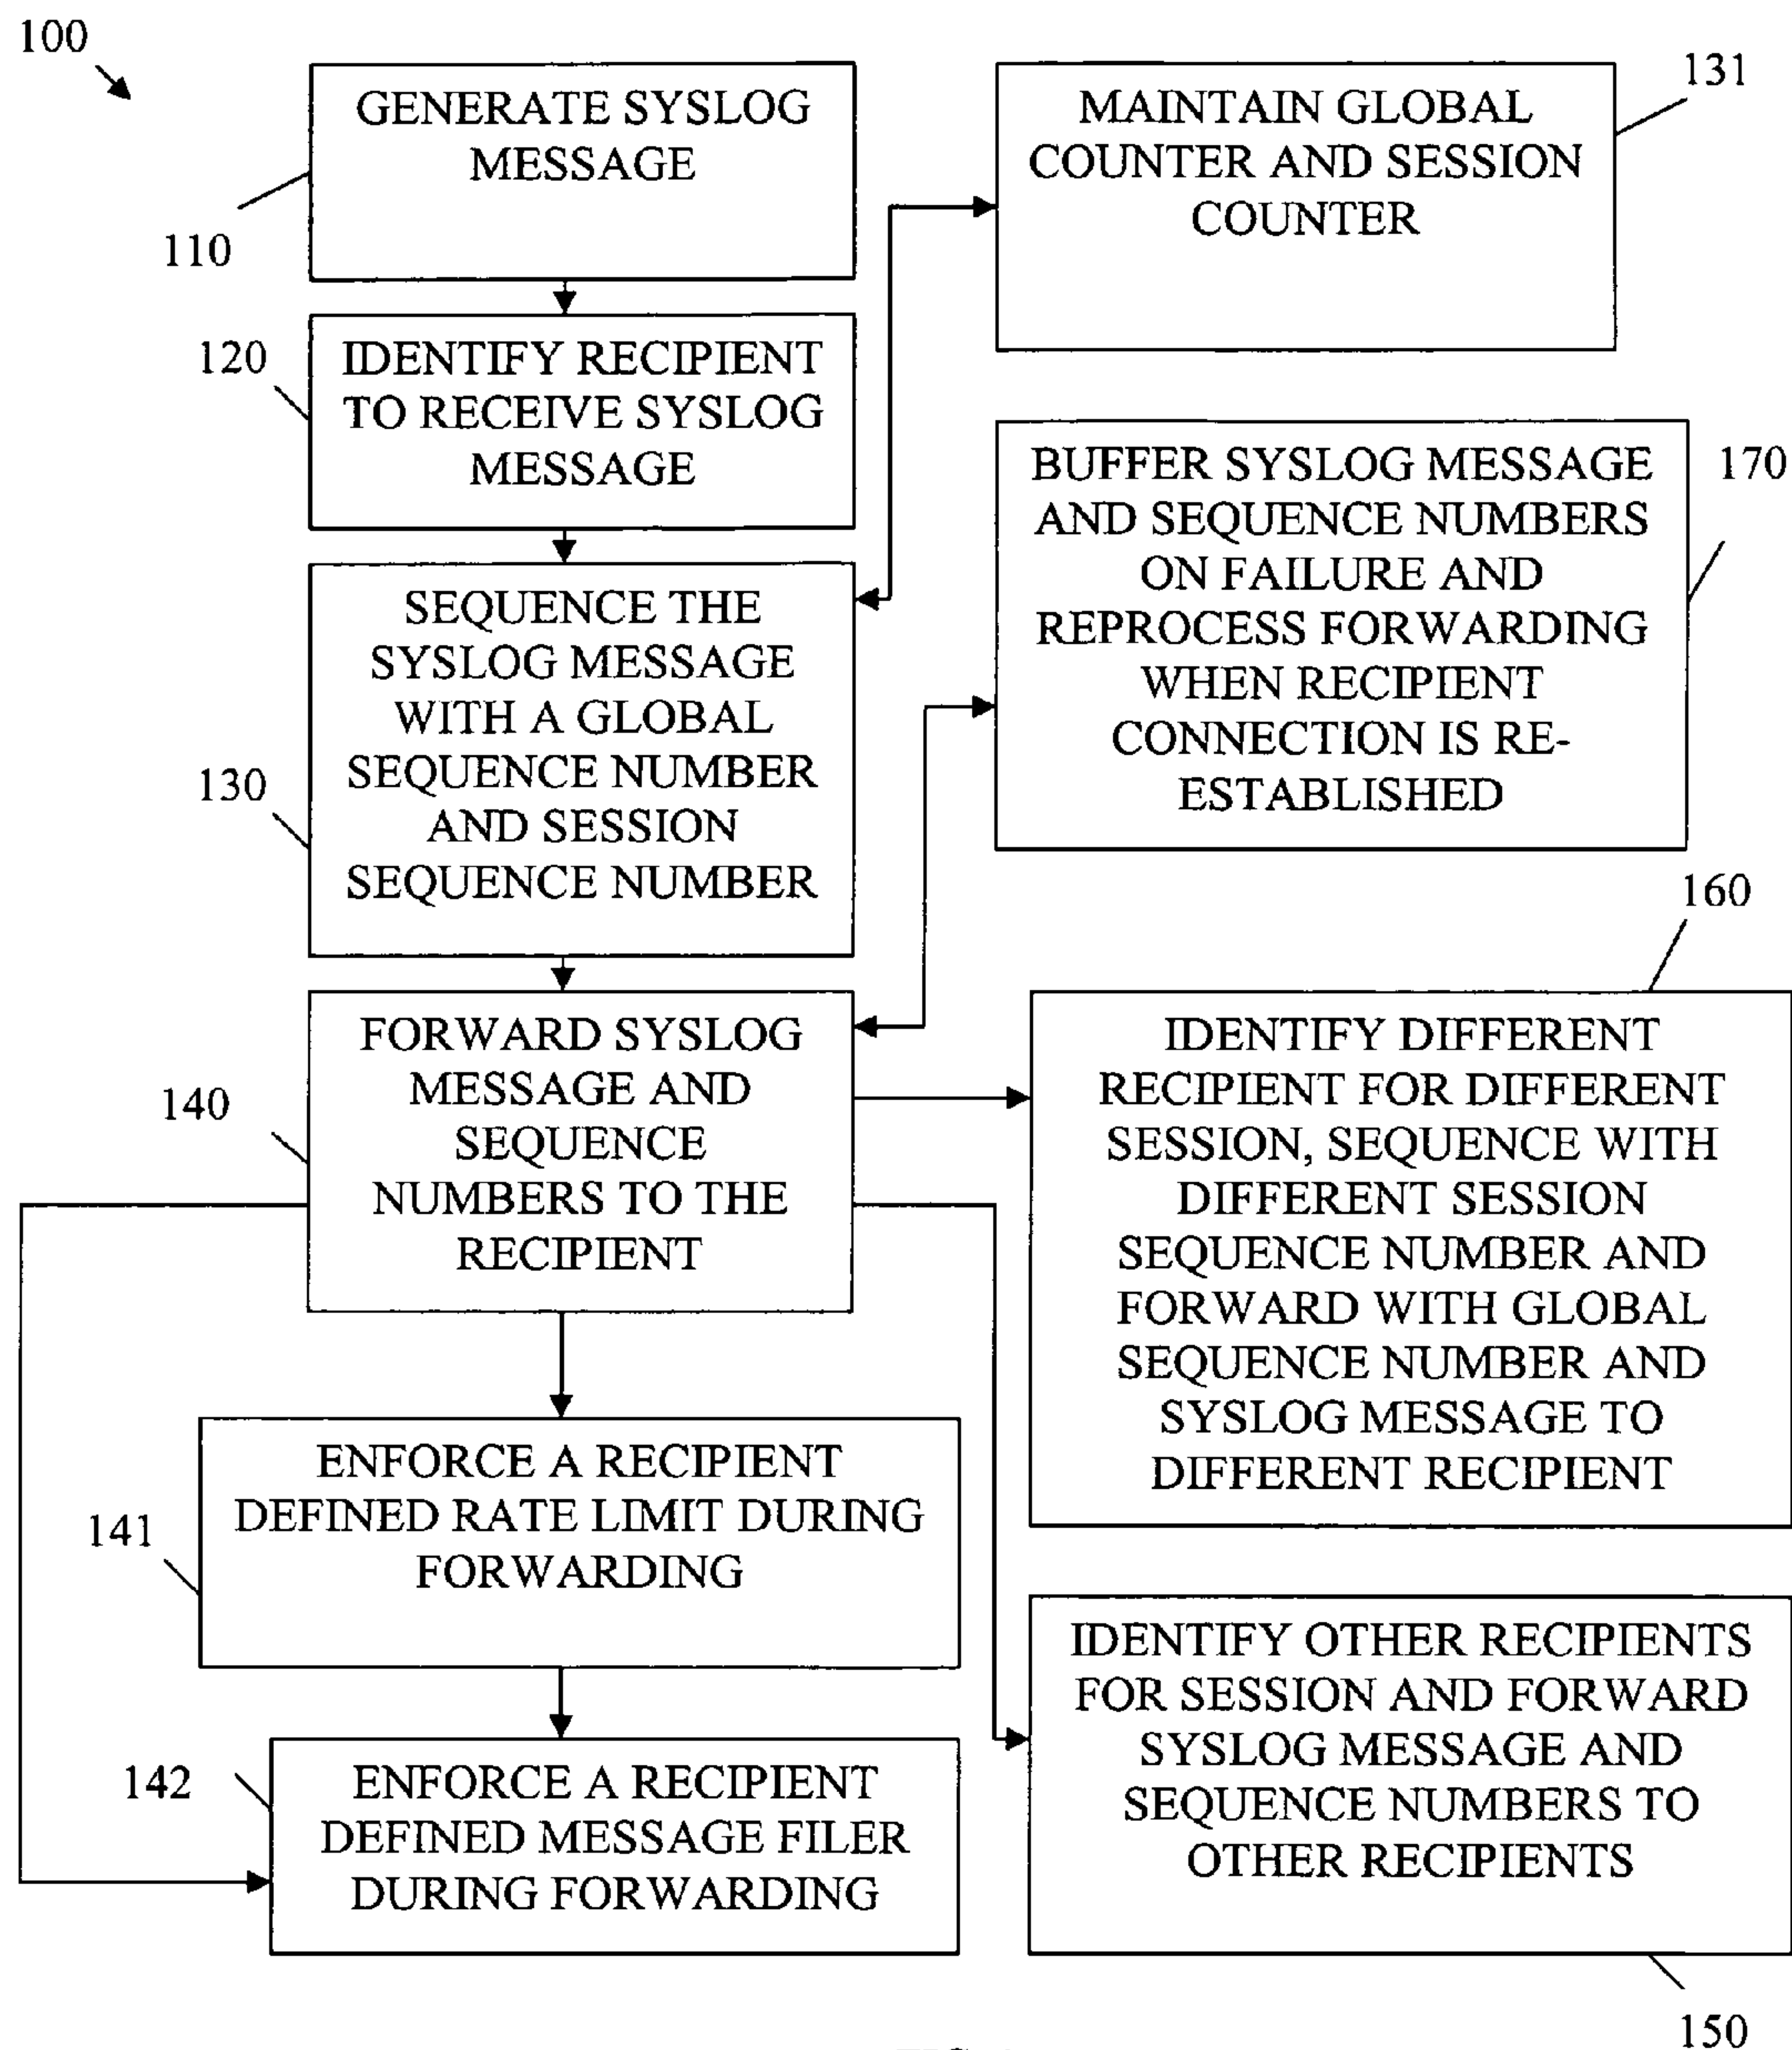 100
GENERATE SYSLOG
MESSAGE
110
MAINTAIN GLOBAL
COUNTER AND SESSION
COUNTER
131
120
IDENTIFY RECIPIENT
TO RECEIVE SYSLOG
MESSAGE
BUFFER SYSLOG MESSAGE
AND SEQUENCE NUMBERS
ON FAILURE AND
REPROCESS FORWARDING
WHEN RECIPIENT
CONNECTION IS RE-
ESTABLISHED
170
130
SEQUENCE THE
SYSLOG MESSAGE
WITH A GLOBAL
SEQUENCE NUMBER
AND SESSION
SEQUENCE NUMBER
160
140
FORWARD SYSLOG
MESSAGE AND
SEQUENCE
NUMBERS TO THE
RECIPIENT
IDENTIFY DIFFERENT
RECIPIENT FOR DIFFERENT
SESSION, SEQUENCE WITH
DIFFERENT SESSION
SEQUENCE NUMBER AND
FORWARD WITH GLOBAL
SEQUENCE NUMBER AND
SYSLOG MESSAGE TO
DIFFERENT RECIPIENT
141
ENFORCE A RECIPIENT
DEFINED RATE LIMIT DURING
FORWARDING
IDENTIFY OTHER RECIPIENTS
FOR SESSION AND FORWARD
SYSLOG MESSAGE AND
SEQUENCE NUMBERS TO
OTHER RECIPIENTS
142
ENFORCE A RECIPIENT
DEFINED MESSAGE FILER
DURING FORWARDING
150